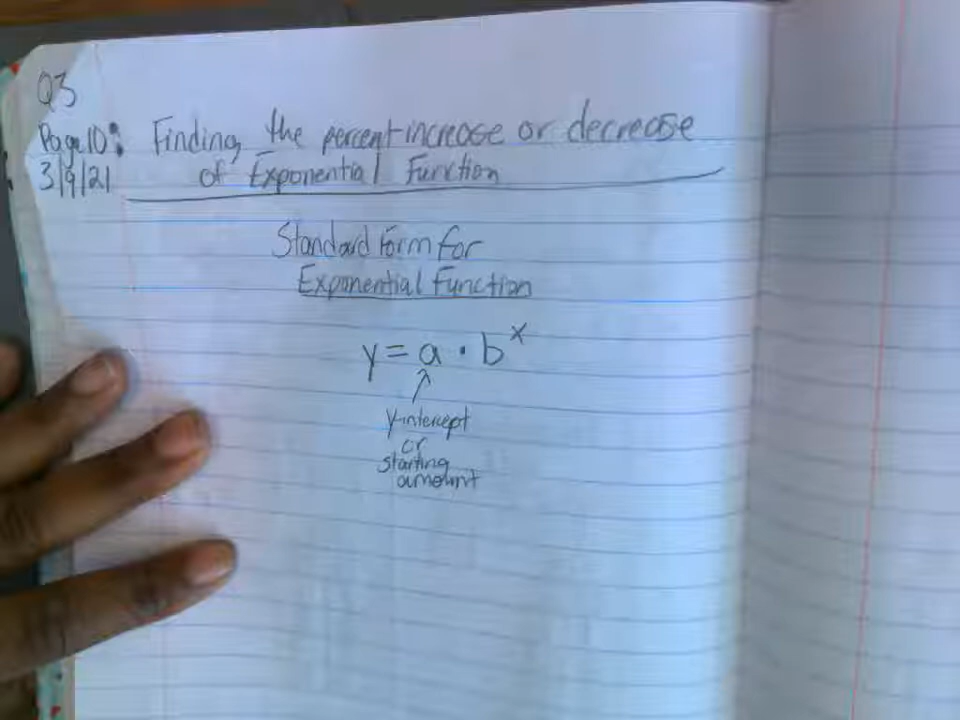 Q3
Page 10: Finding the percent increase or decrease
3/9/21 of Exponential Function
Standard Form for
Exponential Function
y = a · b^x
y-intercept
or
starting
amount